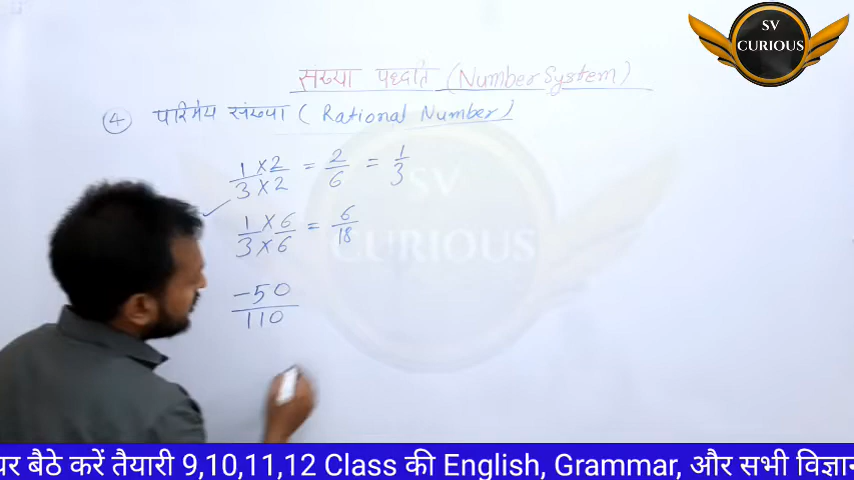 SV
CURIOUS
सख्या पद्धति (Number System)
4 परिमेय संख्या ( Rational Number )
1 × 2 / 3 × 2 = 2/6 = 1/3
1 × 6 / 3 × 6 = 6/18
-50 / 110
SV
CURIOUS
पर बैठे करें तैयारी 9,10,11,12 Class की English, Grammar, और सभी विज्ञान